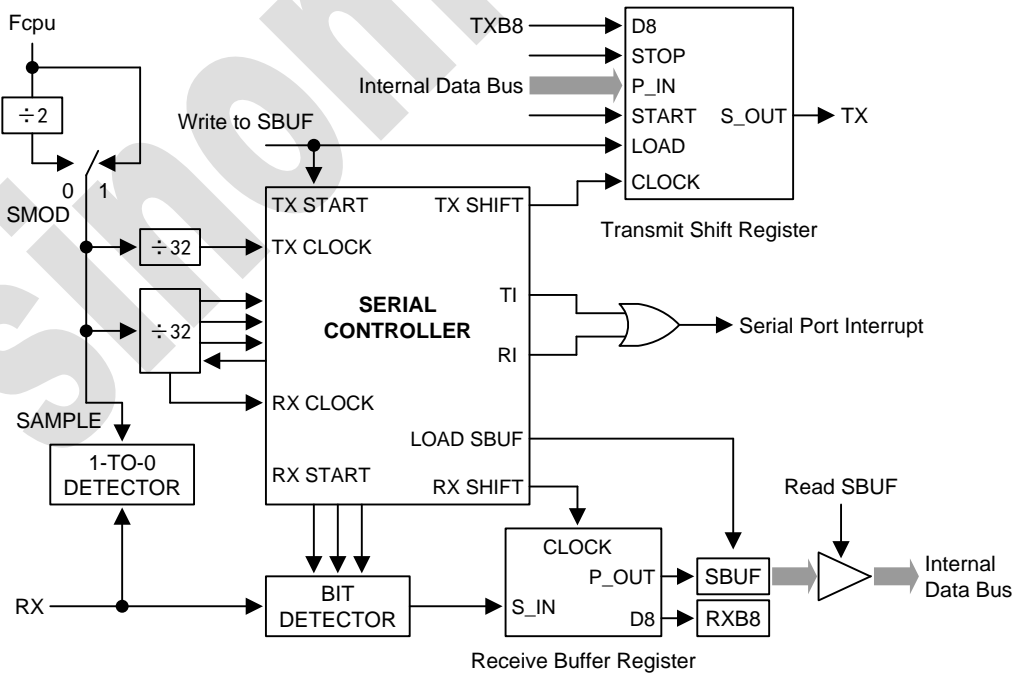 Fcpu
÷2
0 1
SMOD
÷32
÷32
SAMPLE
1-TO-0
DETECTOR
RX
Write to SBUF
TX START
TX CLOCK
RX CLOCK
RX START
SERIAL
CONTROLLER
TX SHIFT
TI
RI
LOAD SBUF
RX SHIFT
TXB8
Internal Data Bus
D8
STOP
P_IN
START
LOAD
CLOCK
S_OUT
TX
Transmit Shift Register
Serial Port Interrupt
BIT
DETECTOR
CLOCK
P_OUT
S_IN
D8
Receive Buffer Register
SBUF
RXB8
Read SBUF
Internal
Data Bus